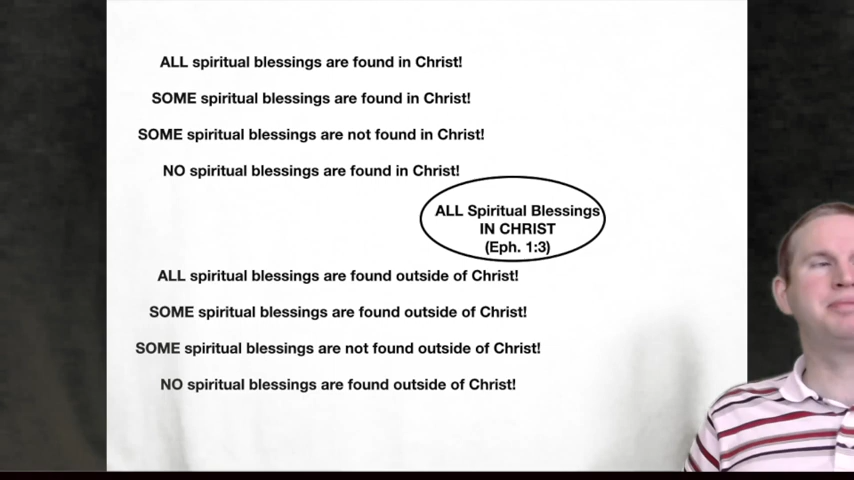 ALL spiritual blessings are found in Christ!
SOME spiritual blessings are found in Christ!
SOME spiritual blessings are not found in Christ!
NO spiritual blessings are found in Christ!
ALL Spiritual Blessings
IN CHRIST
(Eph. 1:3)
ALL spiritual blessings are found outside of Christ!
SOME spiritual blessings are found outside of Christ!
SOME spiritual blessings are not found outside of Christ!
NO spiritual blessings are found outside of Christ!